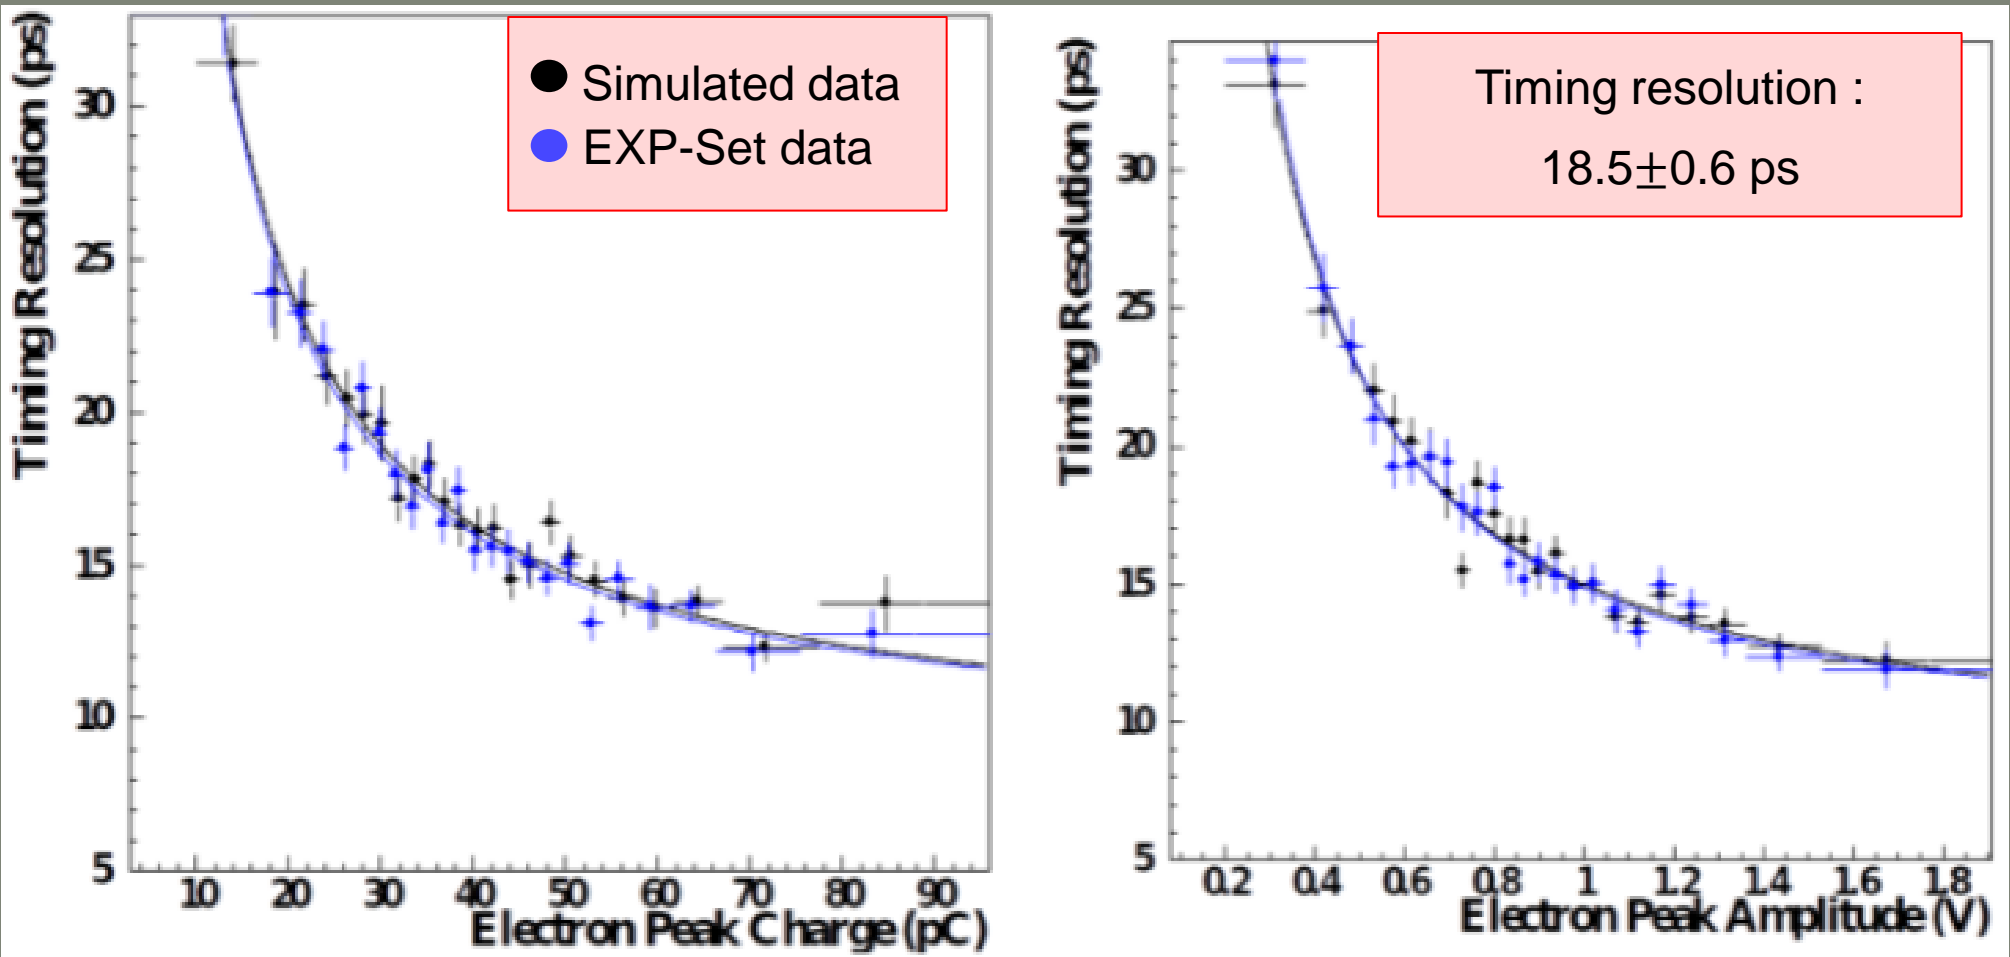 Timing Resolution (ps)
30
25
20
15
10
5
10 20 30 40 50 60 70 80 90
Electron Peak Charge (pC)
Simulated data
EXP-Set data
Timing Resolution (ps)
30
25
20
15
10
5
0.2 0.4 0.6 0.8 1 1.2 1.4 1.6 1.8
Electron Peak Amplitude (V)
Timing resolution :
18.5±0.6 ps